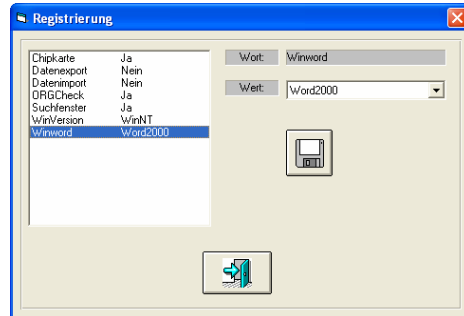 Registrierung
Chipkarte Ja
Datenexport Nein
Datenimport Nein
ORGCheck Ja
Suchfenster Ja
WinVersion WinNT
Winword Word2000
Wort: Winword
Wert: Word2000